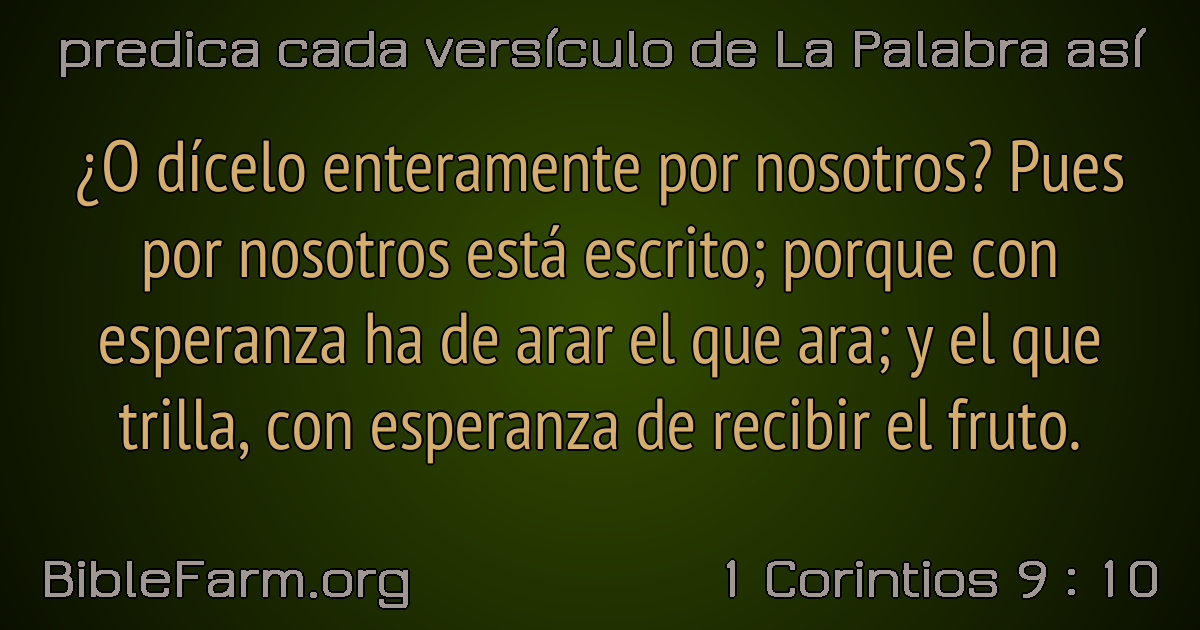 predica cada versículo de La Palabra así
¿O dícelo enteramente por nosotros? Pues
por nosotros está escrito; porque con
esperanza ha de arar el que ara; y el que
trilla, con esperanza de recibir el fruto.
BibleFarm.org
1 Corintios 9 : 10